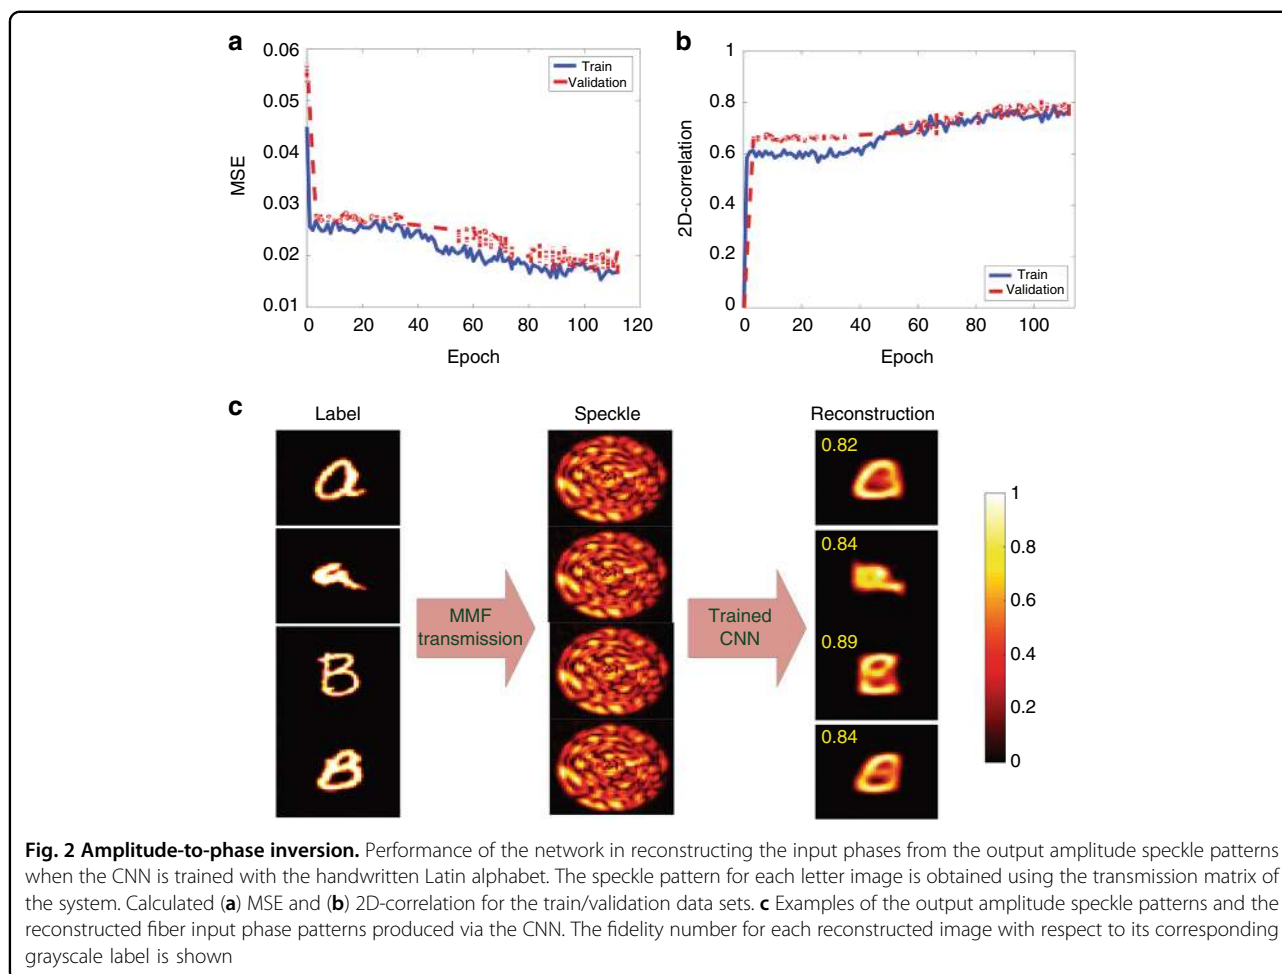 a
0.06
0.05
0.04
0.03
0.02
0.01
MSE
0 20 40 60 80 100 120
Epoch
Train
Validation
b
1
0.8
0.6
0.4
0.2
0
2D-correlation
0 20 40 60 80 100
Epoch
Train
Validation
c
Label Speckle Reconstruction
MMF
transmission
Trained
CNN
0.82
0.84
0.89
0.84
1
0.8
0.6
0.4
0.2
0
a
a
B
B
Fig. 2 Amplitude-to-phase inversion. Performance of the network in reconstructing the input phases from the output amplitude speckle patterns
when the CNN is trained with the handwritten Latin alphabet. The speckle pattern for each letter image is obtained using the transmission matrix of
the system. Calculated (a) MSE and (b) 2D-correlation for the train/validation data sets. c Examples of the output amplitude speckle patterns and the
reconstructed fiber input phase patterns produced via the CNN. The fidelity number for each reconstructed image with respect to its corresponding
grayscale label is shown